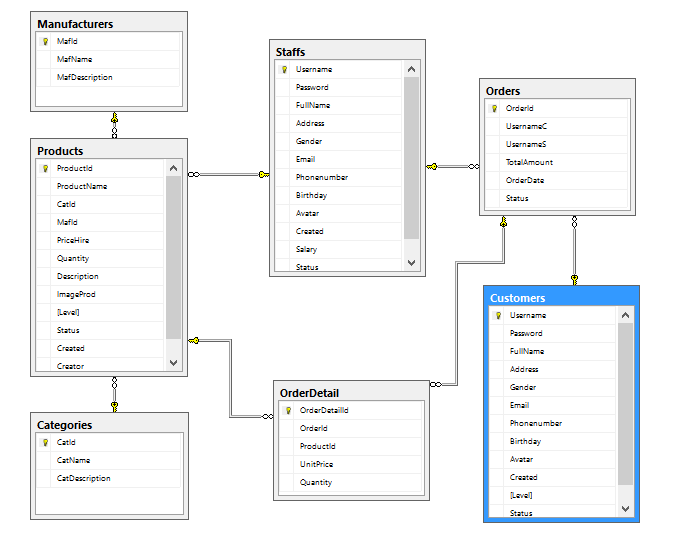 Manufacturers
MafId
MafName
MafDescription
Products
ProductId
ProductName
CatId
MafId
PriceHire
Quantity
Description
ImageProd
[Level]
Status
Created
Creator
Categories
CatId
CatName
CatDescription
Staffs
Username
Password
FullName
Address
Gender
Email
Phonenumber
Birthday
Avatar
Created
Salary
Status
OrderDetail
OrderDetailId
OrderId
ProductId
UnitPrice
Quantity
Orders
OrderId
UsernameC
UsernameS
TotalAmount
OrderDate
Status
Customers
Username
Password
FullName
Address
Gender
Email
Phonenumber
Birthday
Avatar
Created
[Level]
Status